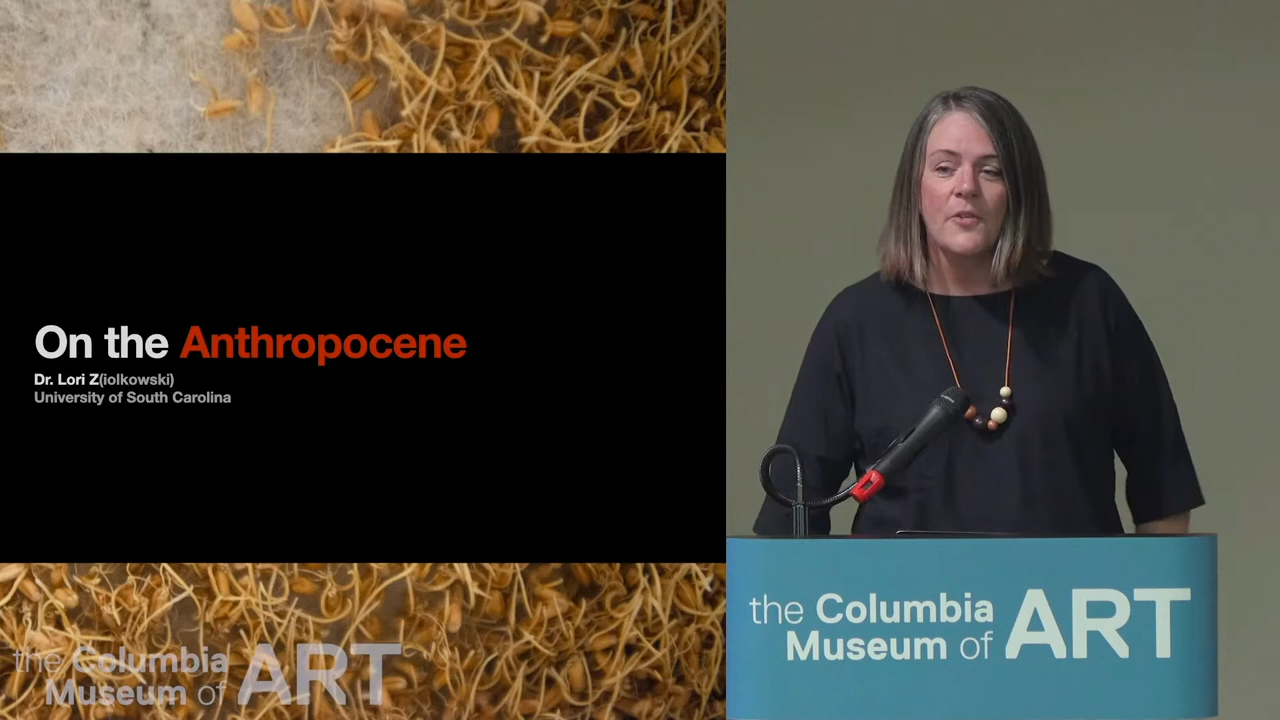 On the Anthropocene
Dr. Lori Z(iolkowski)
University of South Carolina
the Columbia
Museum of ART
the Columbia
Museum of ART